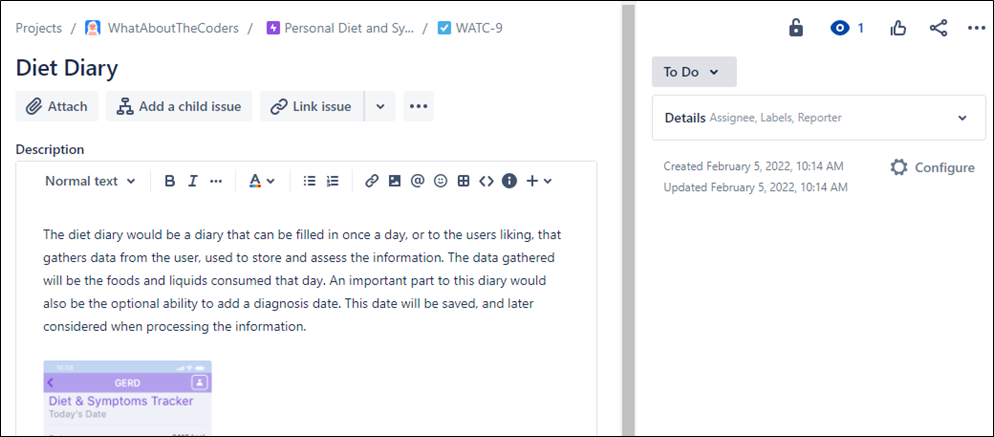 Projects / WhatAboutTheCoders / Personal Diet and Sy... / WATC-9
1
Diet Diary
Attach
Add a child issue
Link issue
Description
Normal text
B I A @
The diet diary would be a diary that can be filled in once a day, or to the users liking, that
gathers data from the user, used to store and assess the information. The data gathered
will be the foods and liquids consumed that day. An important part to this diary would
also be the optional ability to add a diagnosis date. This date will be saved, and later
considered when processing the information.
GERD
Diet & Symptoms Tracker
Today's Date
To Do
Details Assignee, Labels, Reporter
Created February 5, 2022, 10:14 AM
Updated February 5, 2022, 10:14 AM
Configure